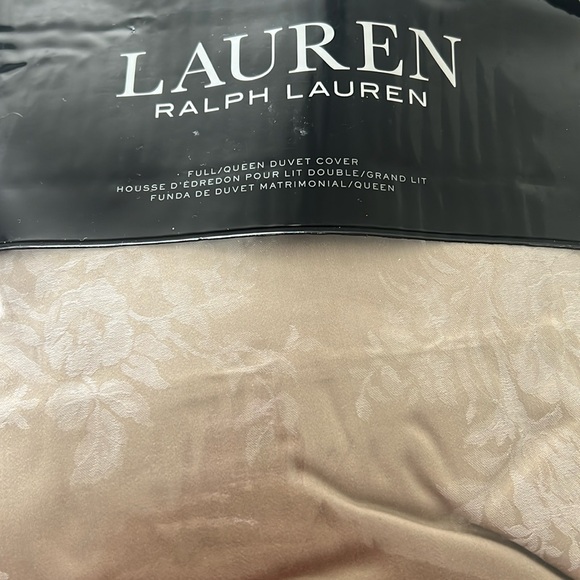 LAUREN
RALPH LAUREN
FULL/QUEEN DUVET COVER
HOUSSE D'EDREDON POUR LIT DOUBLE/GRAND LIT
FUNDA DE DUVET MATRIMONIAL/QUEEN